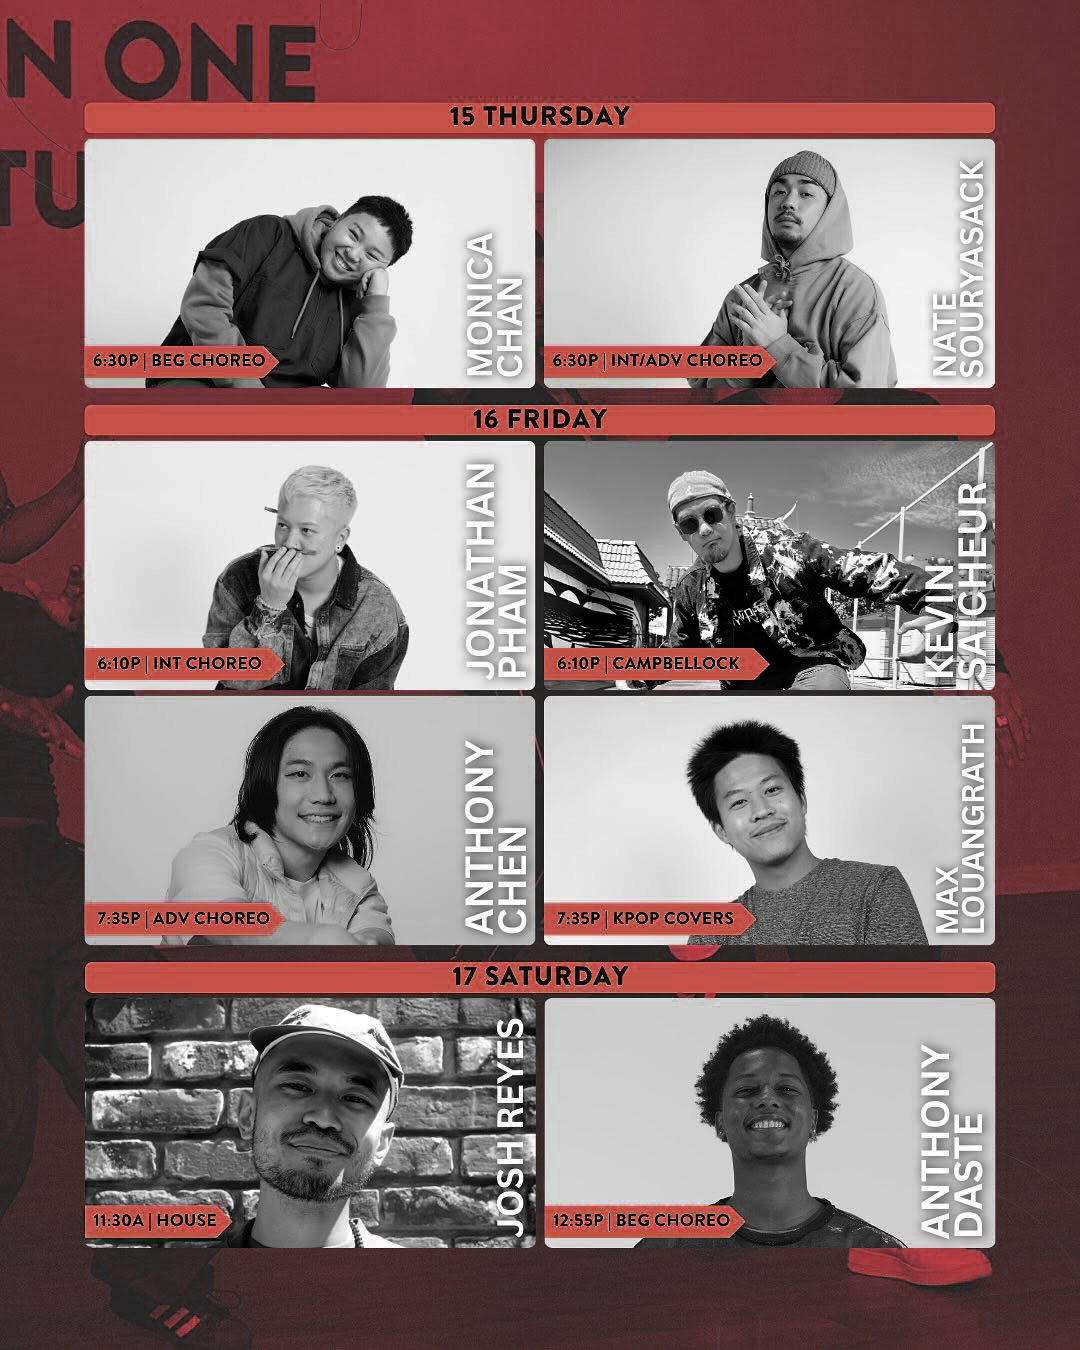 N ONE
TU
15 THURSDAY
6:30P | BEG CHOREO
MONICA
CHAN
6:30P | INT/ADV CHOREO
NATE
SOURYASACK
16 FRIDAY
6:10P | INT CHOREO
JONATHAN
PHAM
6:10P | CAMPBELLOCK
KEVIN
SAICHEUR
7:35P | ADV CHOREO
ANTHONY
CHEN
7:35P | KPOP COVERS
MAX
LOUANGRATH
17 SATURDAY
11:30A | HOUSE
JOSH REYES
12:55P | BEG CHOREO
ANTHONY
DASTE